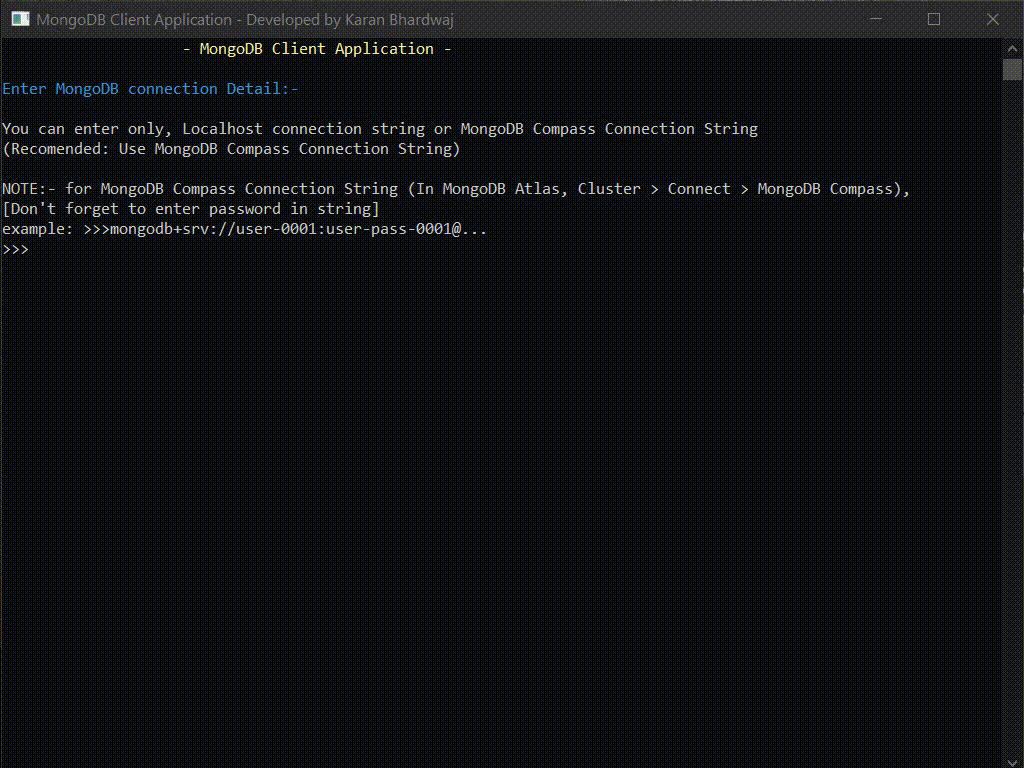 MongoDB Client Application - Developed by Karan Bhardwaj
- MongoDB Client Application -
Enter MongoDB connection Detail:-
You can enter only, Localhost connection string or MongoDB Compass Connection String
(Recomended: Use MongoDB Compass Connection String)
NOTE:- for MongoDB Compass Connection String (In MongoDB Atlas, Cluster > Connect > MongoDB Compass),
[Don't forget to enter password in string]
example: >>>mongodb+srv://user-0001:user-pass-0001@...
>>>